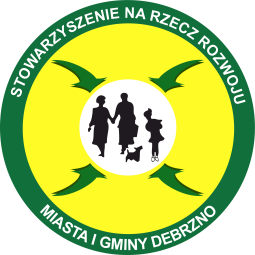 STOWARZYSZENIE NA RZECZ ROZWOJU
MIASTA I GMINY DEBRZNO